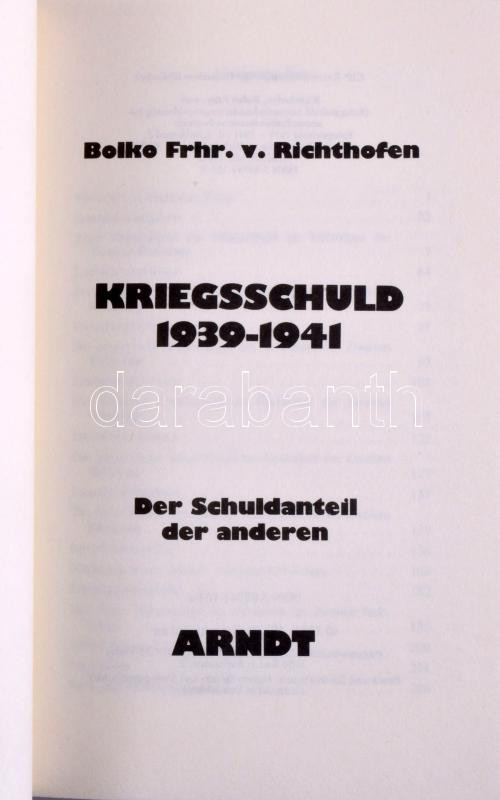 Bolko Frhr. v. Richthofen
KRIEGSSCHULD
1939-1941
darabanth
Der Schuldanteil
der anderen
ARNDT